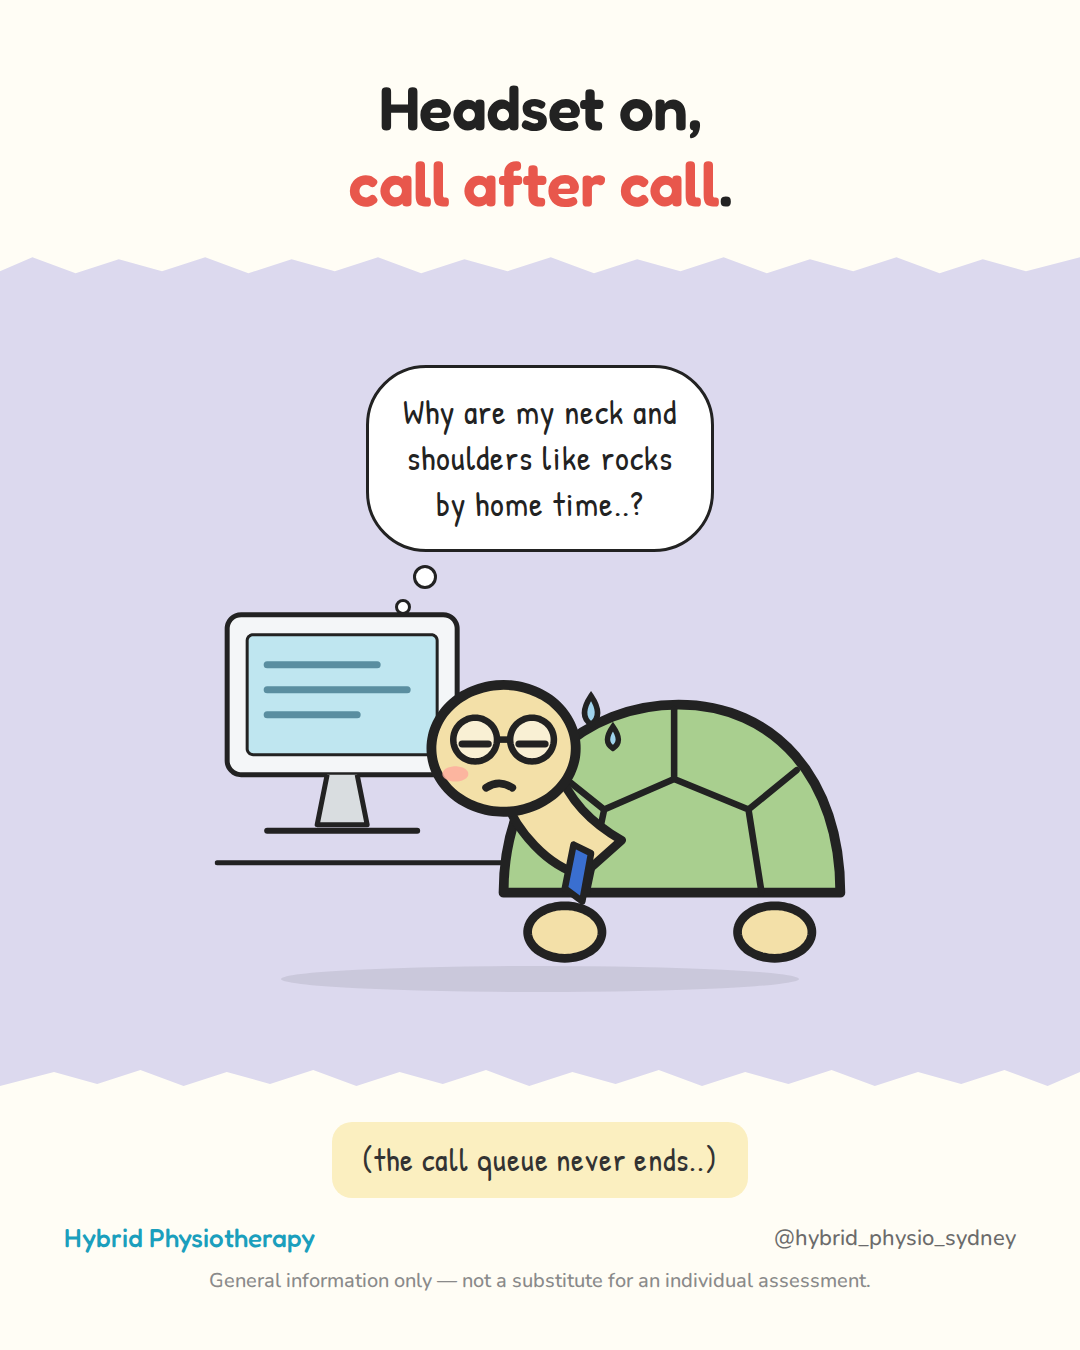 Headset on,
call after call.
Why are my neck and
shoulders like rocks
by home time..?
(the call queue never ends..)
Hybrid Physiotherapy
@hybrid_physio_sydney
General information only — not a substitute for an individual assessment.